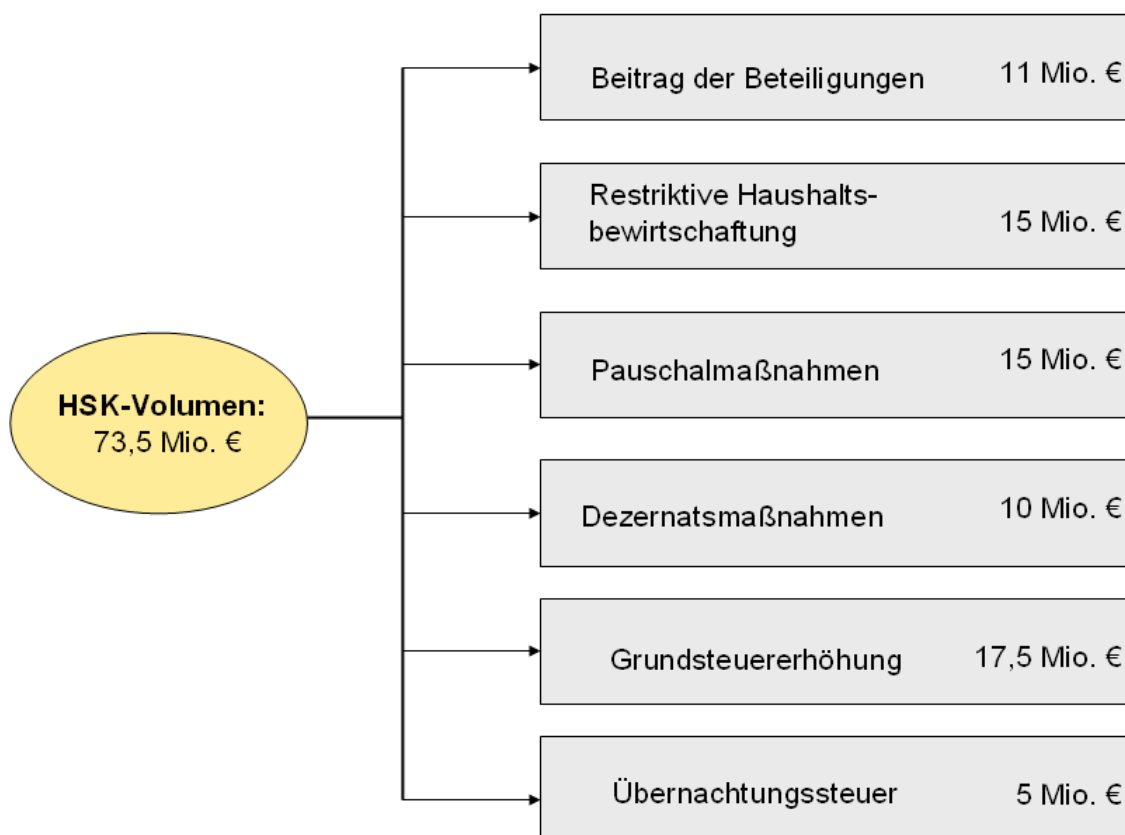 HSK-Volumen:
73,5 Mio. €
Beitrag der Beteiligungen 11 Mio. €
Restriktive Haushalts-
bewirtschaftung 15 Mio. €
Pauschalmaßnahmen 15 Mio. €
Dezernatsmaßnahmen 10 Mio. €
Grundsteuererhöhung 17,5 Mio. €
Übernachtungssteuer 5 Mio. €